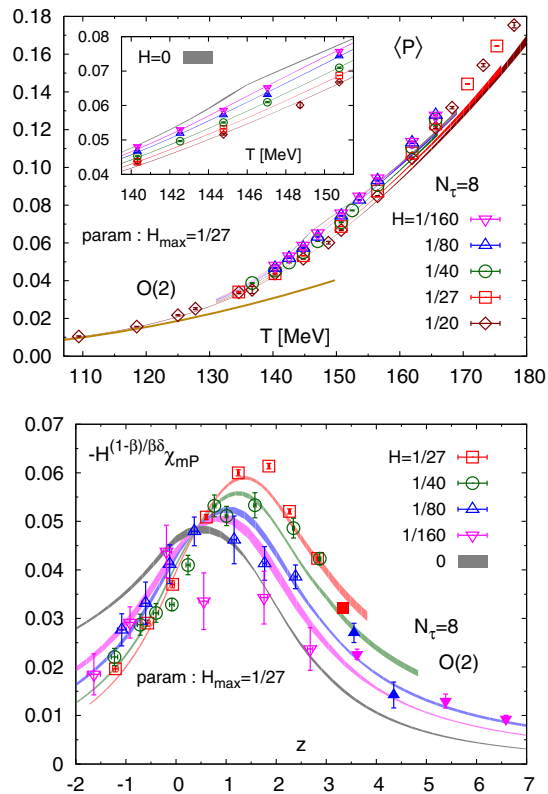 0.18
0.16
0.14
0.12
0.10
0.08
0.06
0.04
0.02
0.00
110 120 130 140 150 160 170 180
T [MeV]
⟨P⟩
N_τ=8
H=1/160
1/80
1/40
1/27
1/20
O(2)
param : H_max=1/27
0.08
0.07
0.06
0.05
0.04
140 142 144 146 148 150
T [MeV]
H=0
0.07
0.06
0.05
0.04
0.03
0.02
0.01
0
-2 -1 0 1 2 3 4 5 6 7
z
-H^{(1-β)/βδ}χ_{mP}
H=1/27
1/40
1/80
1/160
0
N_τ=8
O(2)
param : H_max=1/27